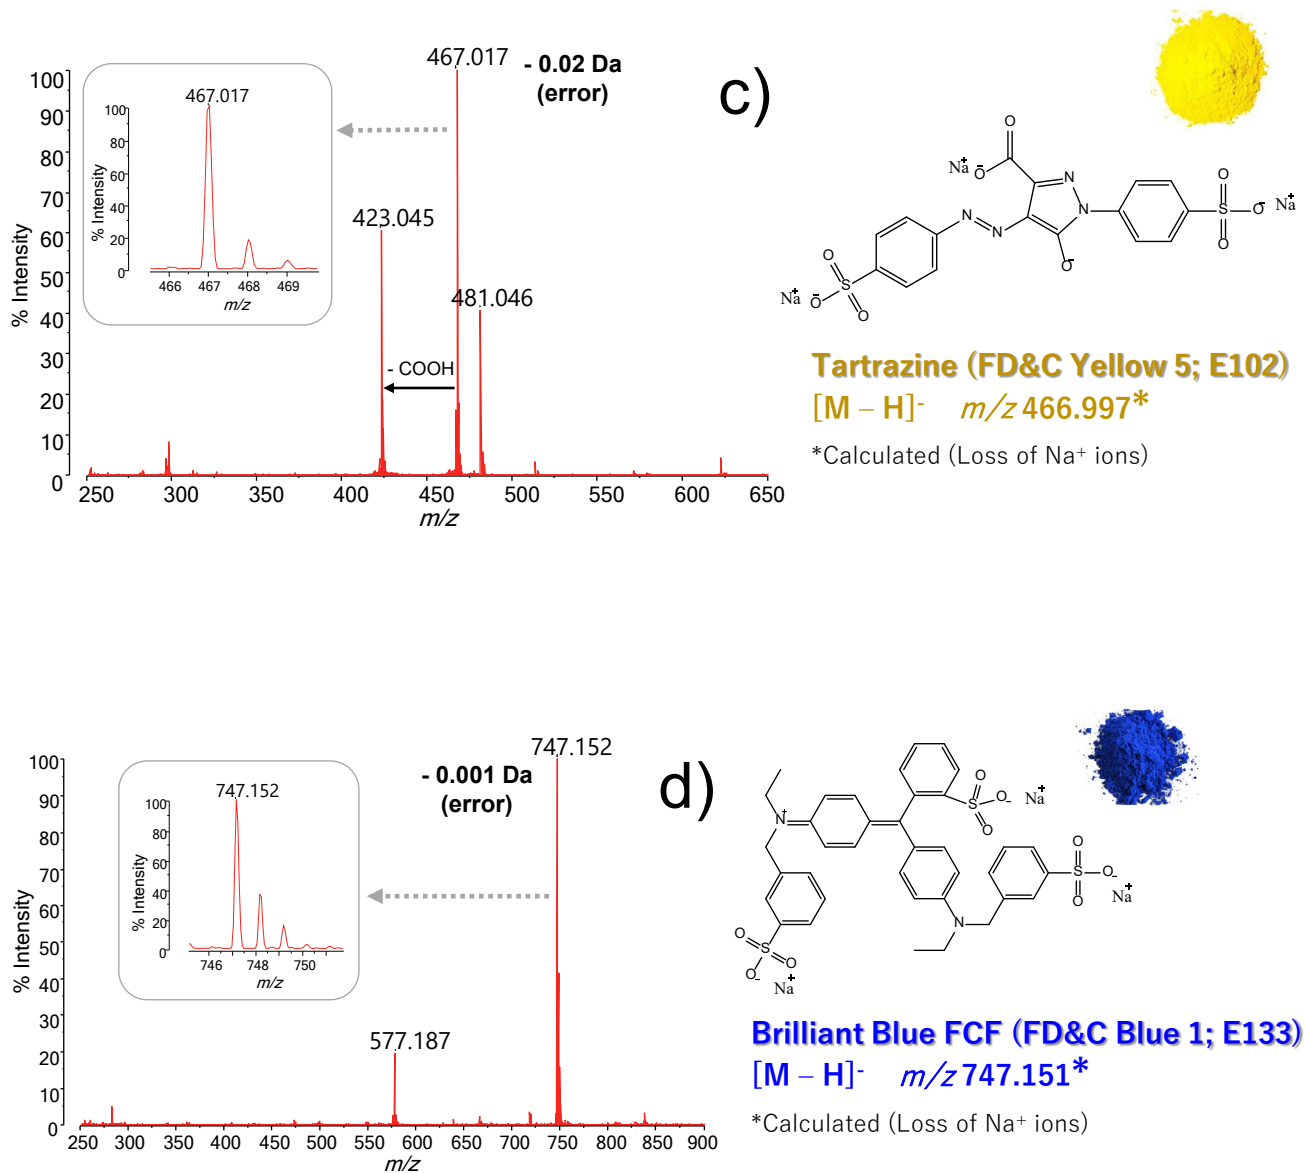 467.017
- 0.02 Da
(error)
c)
100
90
80
70
60
50
40
30
20
10
0
% Intensity
467.017
100
80
60
40
20
0
% Intensity
466 467 468 469
m/z
423.045
481.046
- COOH
250 300 350 400 450 500 550 600 650
m/z
O
Na+
O-
N
N
N
N
O-
O
S
O
O- Na+
Na+
O-
O
S
O
Tartrazine (FD&C Yellow 5; E102)
[M – H]- m/z 466.997*
*Calculated (Loss of Na+ ions)
747.152
- 0.001 Da
(error)
d)
100
90
80
70
60
50
40
30
20
10
0
% Intensity
747.152
100
80
60
40
20
0
% Intensity
746 748 750
m/z
577.187
250 300 350 400 450 500 550 600 650 700 750 800 850 900
m/z
N+
O
S
O-
O
Na+
O
S
O-
O
Na+
N
O
S
O
O-
Na+
Brilliant Blue FCF (FD&C Blue 1; E133)
[M – H]- m/z 747.151*
*Calculated (Loss of Na+ ions)